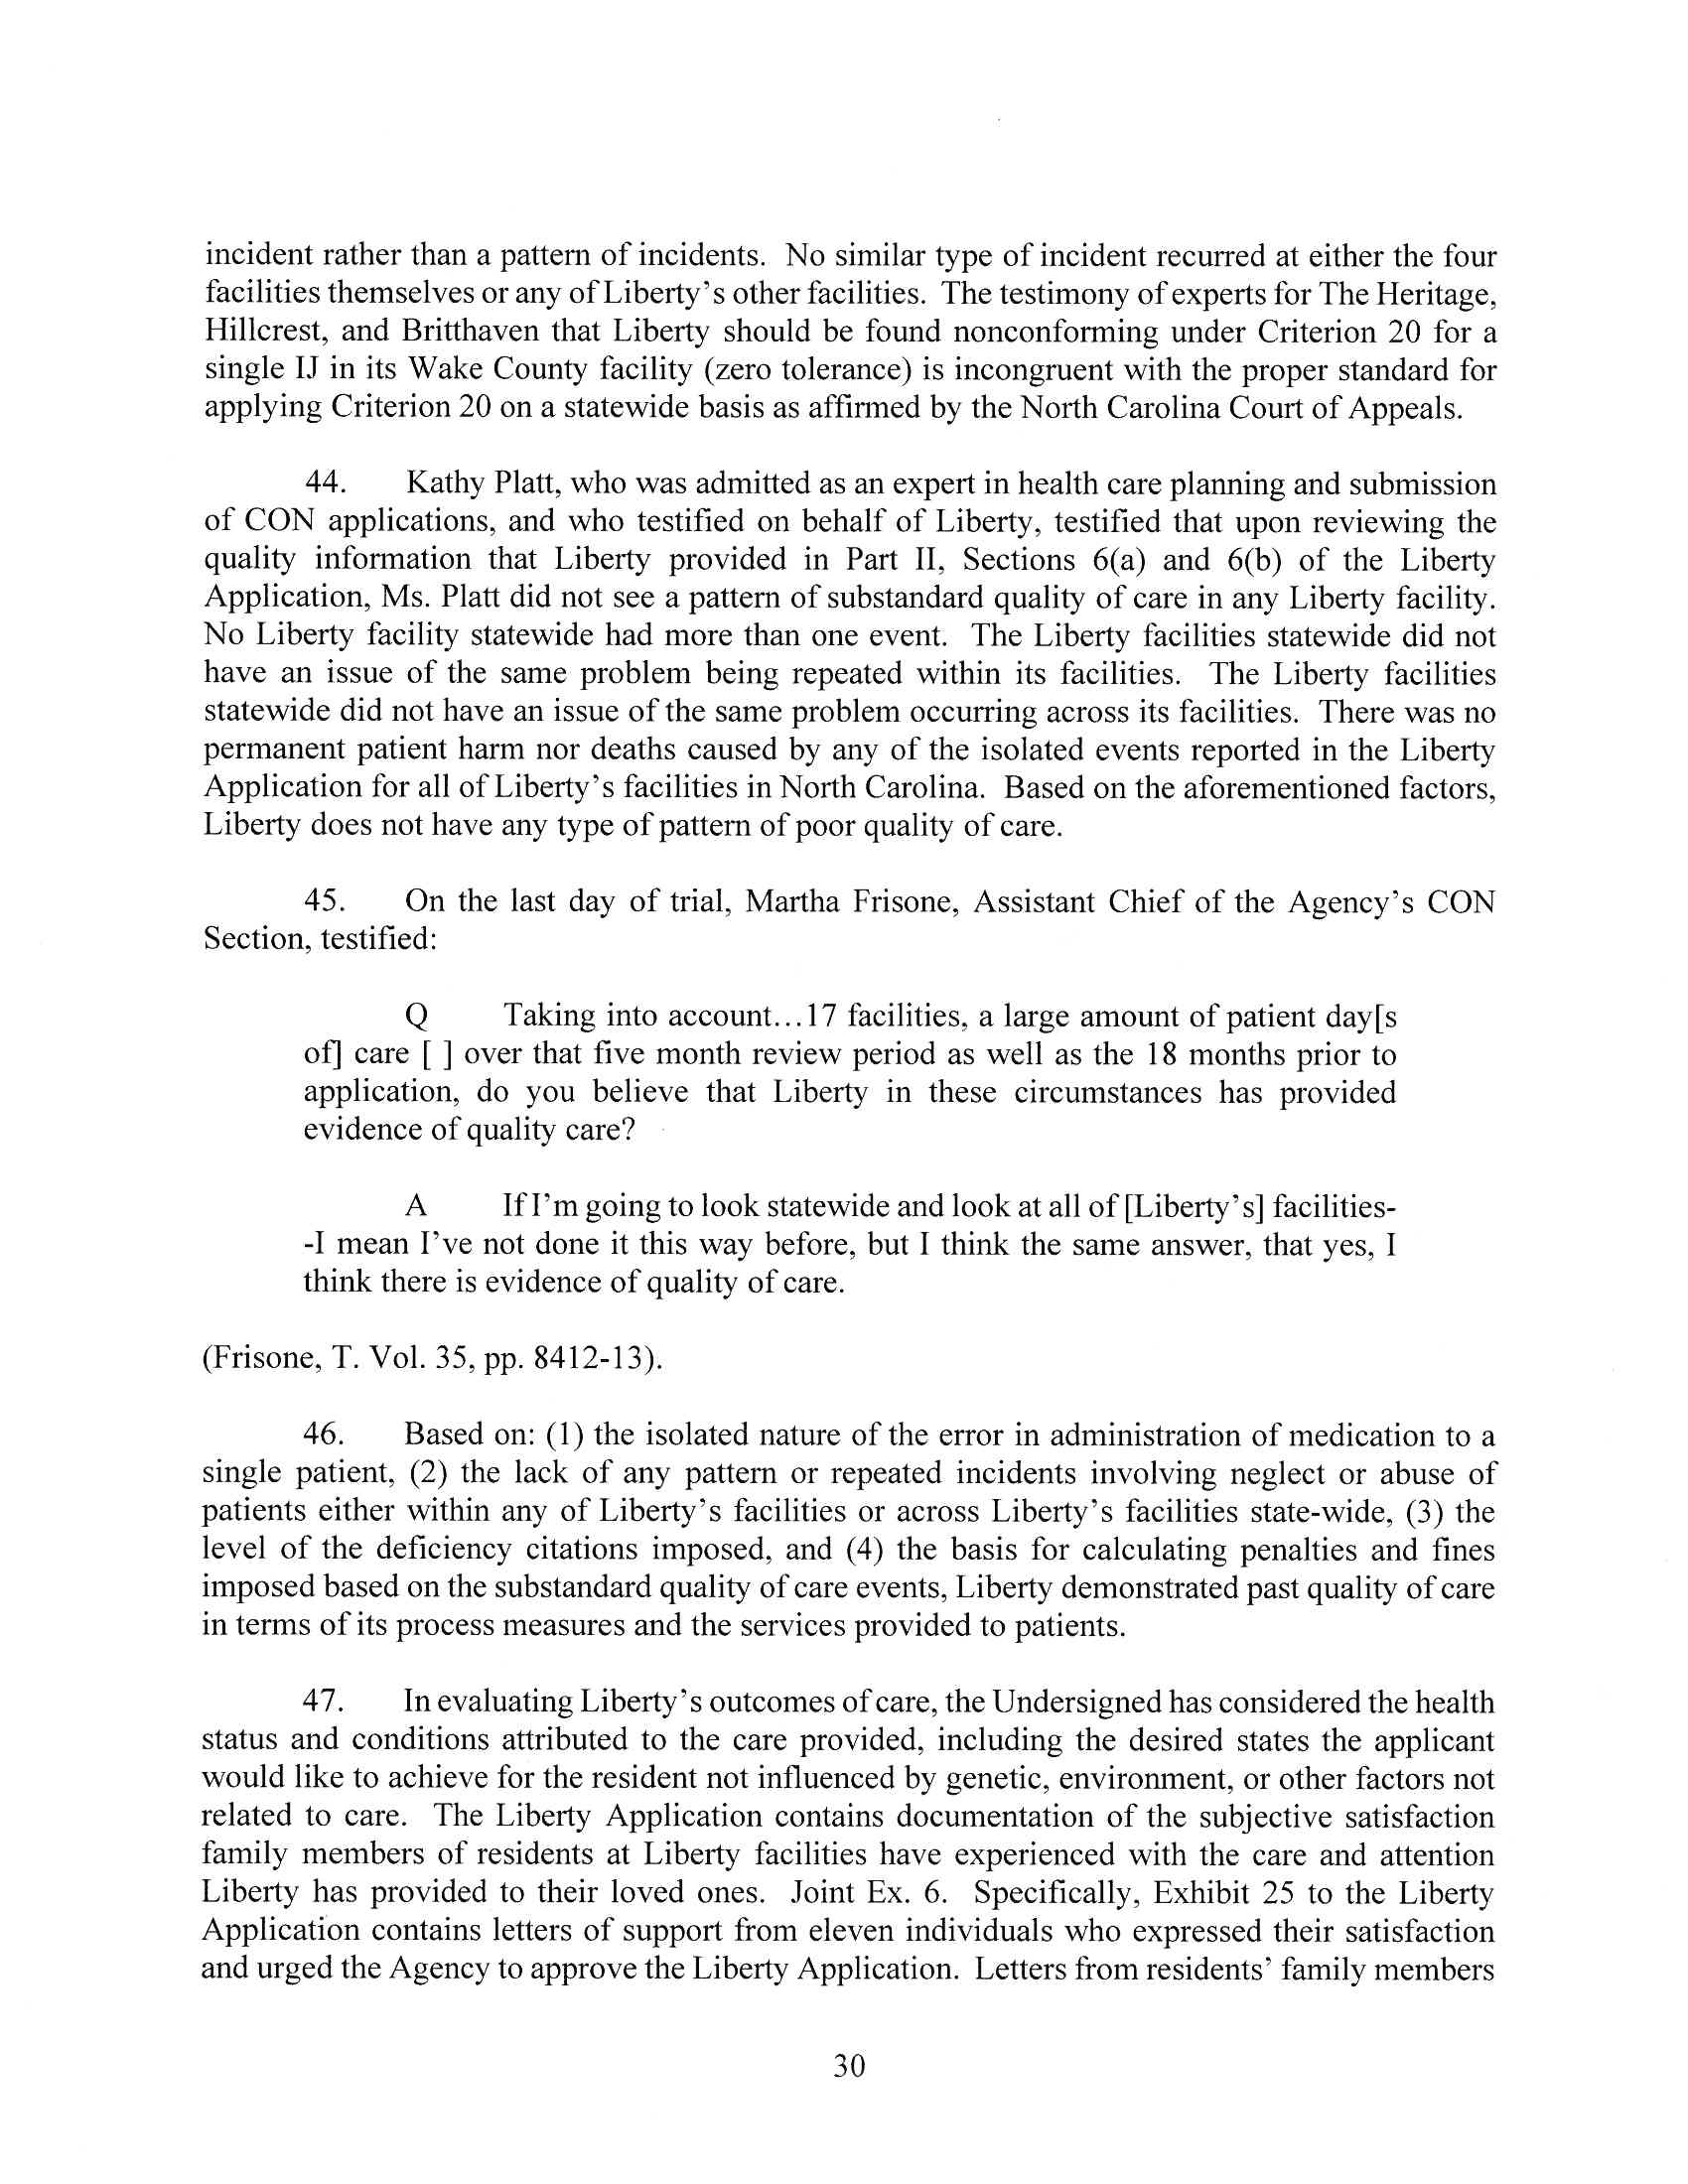 incident rather than a pattern of incidents. No similar type of incident recurred at either the four
facilities themselves or any of Liberty's other facilities. The testimony of experts for The Heritage,
Hillcrest, and Britthaven that Liberty should be found nonconforming under Criterion 20 for a
single IJ in its Wake County facility (zero tolerance) is incongruent with the proper standard for
applying Criterion 20 on a statewide basis as affirmed by the North Carolina Court of Appeals.
44. Kathy Platt, who was admitted as an expert in health care planning and submission
of CON applications, and who testified on behalf of Liberty, testified that upon reviewing the
quality information that Liberty provided in Part II, Sections 6(a) and 6(b) of the Liberty
Application, Ms. Platt did not see a pattern of substandard quality of care in any Liberty facility.
No Liberty facility statewide had more than one event. The Liberty facilities statewide did not
have an issue of the same problem being repeated within its facilities. The Liberty facilities
statewide did not have an issue of the same problem occurring across its facilities. There was no
permanent patient harm nor deaths caused by any of the isolated events reported in the Liberty
Application for all of Liberty's facilities in North Carolina. Based on the aforementioned factors,
Liberty does not have any type of pattern of poor quality of care.
45. On the last day of trial, Martha Frisone, Assistant Chief of the Agency's CON
Section, testified:
Q Taking into account...17 facilities, a large amount of patient day[s
of] care [ ] over that five month review period as well as the 18 months prior to
application, do you believe that Liberty in these circumstances has provided
evidence of quality care?
A If I'm going to look statewide and look at all of [Liberty's] facilities-
-I mean I've not done it this way before, but I think the same answer, that yes, I
think there is evidence of quality of care.
(Frisone, T. Vol. 35, pp. 8412-13).
46. Based on: (1) the isolated nature of the error in administration of medication to a
single patient, (2) the lack of any pattern or repeated incidents involving neglect or abuse of
patients either within any of Liberty's facilities or across Liberty's facilities state-wide, (3) the
level of the deficiency citations imposed, and (4) the basis for calculating penalties and fines
imposed based on the substandard quality of care events, Liberty demonstrated past quality of care
in terms of its process measures and the services provided to patients.
47. In evaluating Liberty's outcomes of care, the Undersigned has considered the health
status and conditions attributed to the care provided, including the desired states the applicant
would like to achieve for the resident not influenced by genetic, environment, or other factors not
related to care. The Liberty Application contains documentation of the subjective satisfaction
family members of residents at Liberty facilities have experienced with the care and attention
Liberty has provided to their loved ones. Joint Ex. 6. Specifically, Exhibit 25 to the Liberty
Application contains letters of support from eleven individuals who expressed their satisfaction
and urged the Agency to approve the Liberty Application. Letters from residents' family members
30